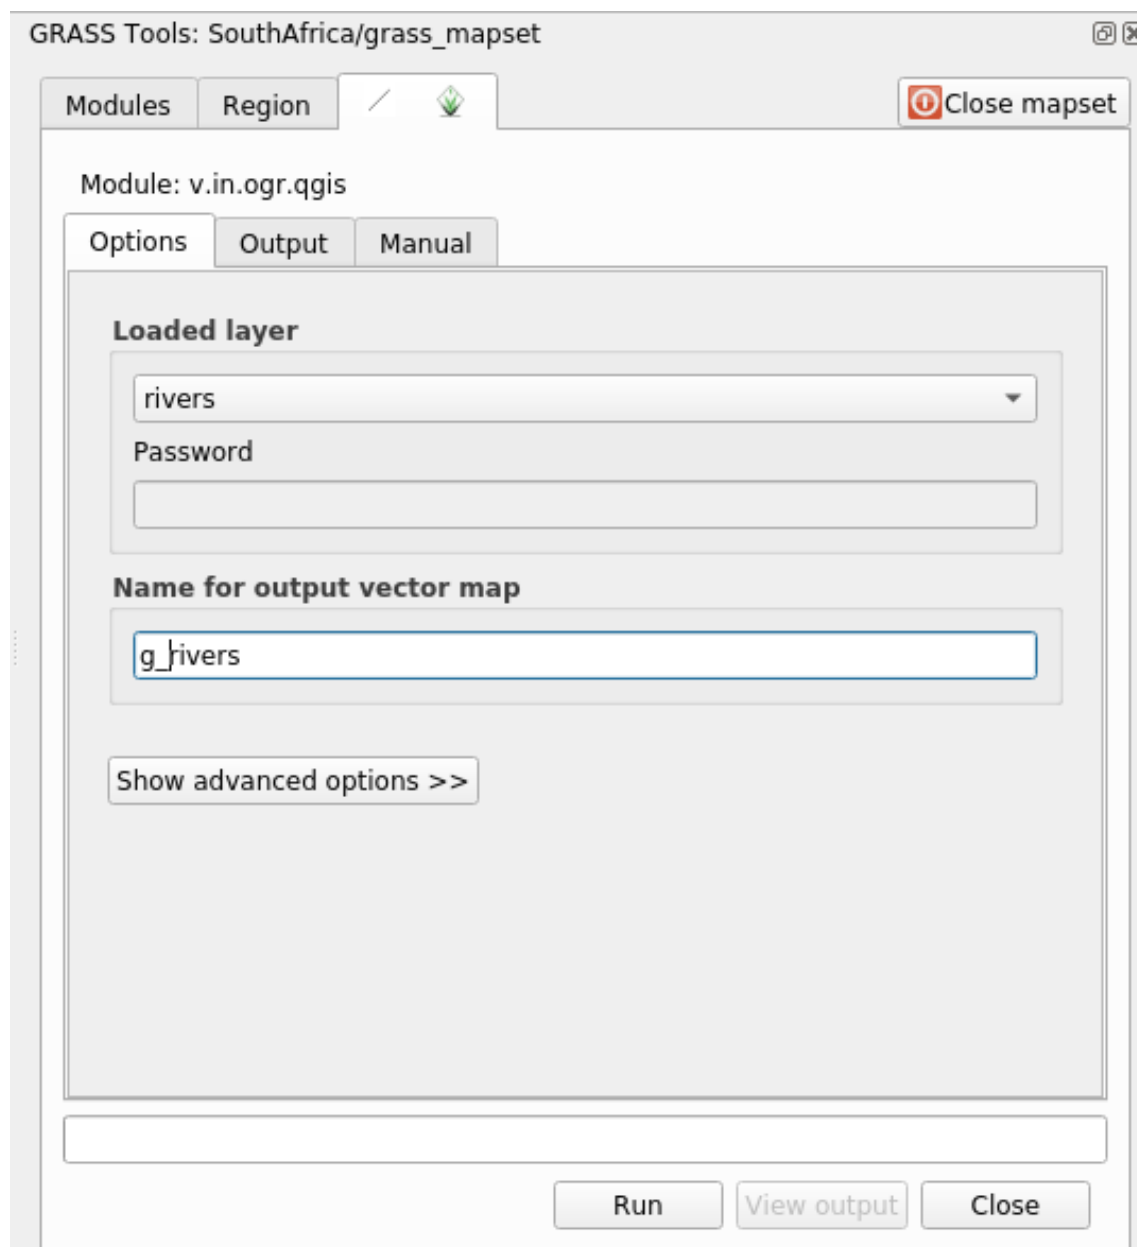 GRASS Tools: SouthAfrica/grass_mapset
Modules Region Close mapset
Module: v.in.ogr.qgis
Options Output Manual
Loaded layer
rivers
Password
Name for output vector map
g_rivers
Show advanced options >>
Run View output Close